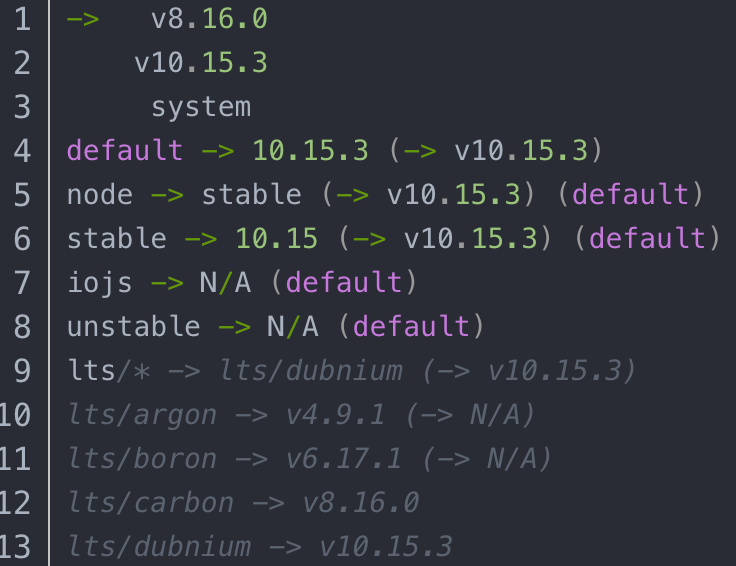 1 ->   v8.16.0
2     v10.15.3
3      system
4 default -> 10.15.3 (-> v10.15.3)
5 node -> stable (-> v10.15.3) (default)
6 stable -> 10.15 (-> v10.15.3) (default)
7 iojs -> N/A (default)
8 unstable -> N/A (default)
9 lts/* -> lts/dubnium (-> v10.15.3)
10 lts/argon -> v4.9.1 (-> N/A)
11 lts/boron -> v6.17.1 (-> N/A)
12 lts/carbon -> v8.16.0
13 lts/dubnium -> v10.15.3